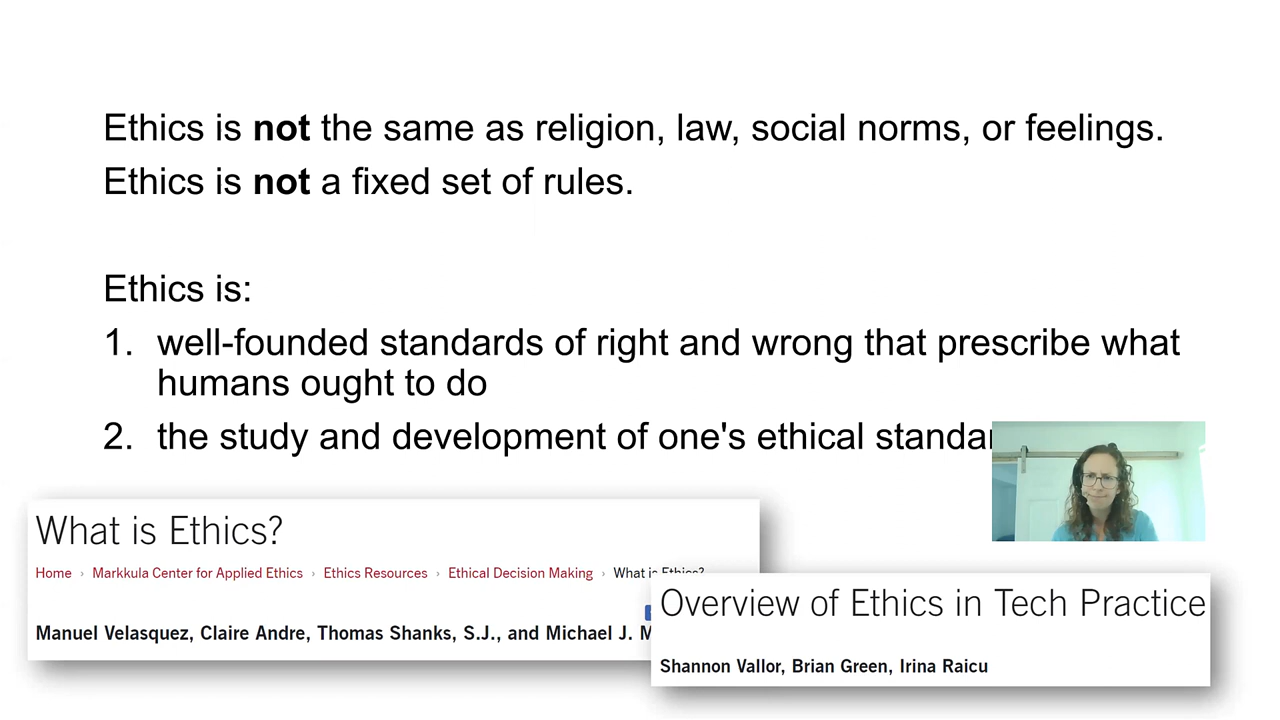 Ethics is not the same as religion, law, social norms, or feelings.
Ethics is not a fixed set of rules.
Ethics is:
1. well-founded standards of right and wrong that prescribe what
humans ought to do
2. the study and development of one's ethical
What is Ethics?
Home › Markkula Center for Applied Ethics › Ethics Resources › Ethical Decision Making › What is Ethics?
Manuel Velasquez, Claire Andre, Thomas Shanks, S.J., and Michael J.
Overview of Ethics in Tech Practice
Shannon Vallor, Brian Green, Irina Raicu